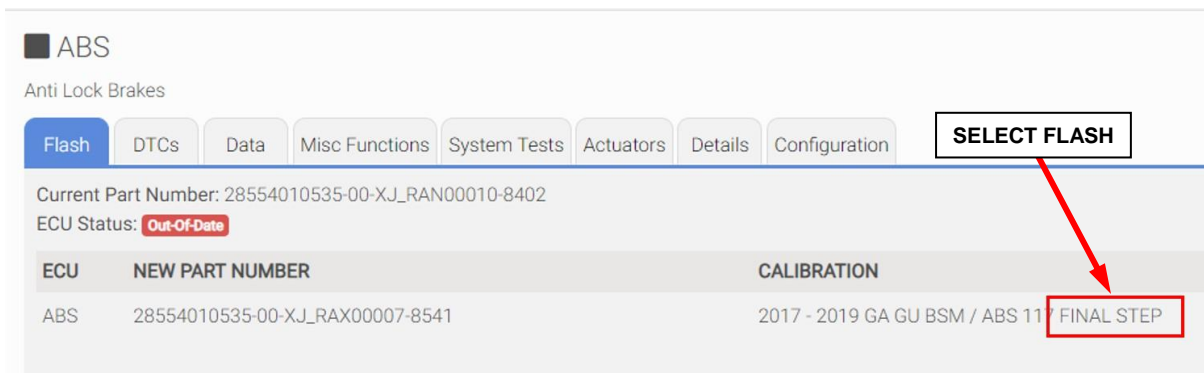 ABS
Anti Lock Brakes
Flash DTCs Data Misc Functions System Tests Actuators Details Configuration
SELECT FLASH
Current Part Number: 28554010535-00-XJ_RAN00010-8402
ECU Status: Out-Of-Date
ECU NEW PART NUMBER CALIBRATION
ABS 28554010535-00-XJ_RAX00007-8541 2017 - 2019 GA GU BSM / ABS 117 FINAL STEP